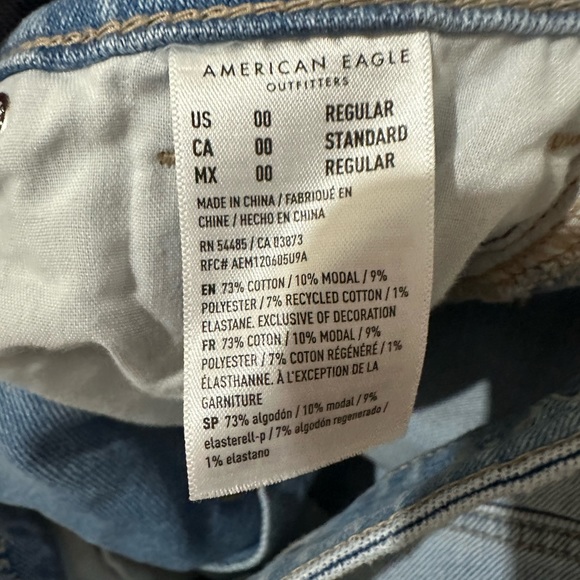 AMERICAN EAGLE
OUTFITTERS
US 00 REGULAR
CA 00 STANDARD
MX 00 REGULAR
MADE IN CHINA / FABRIQUÉ EN
CHINE / HECHO EN CHINA
RN 54485 / CA 03873
RFC# AEM120605U9A
EN 73% COTTON / 10% MODAL / 9%
POLYESTER / 7% RECYCLED COTTON / 1%
ELASTANE. EXCLUSIVE OF DECORATION
FR 73% COTON / 10% MODAL / 9%
POLYESTER / 7% COTON RÉGÉNÉRÉ / 1%
ÉLASTHANNE. À L'EXCEPTION DE LA
GARNITURE
SP 73% algodón / 10% modal / 9%
elasterell-p / 7% algodón regenerado /
1% elastano